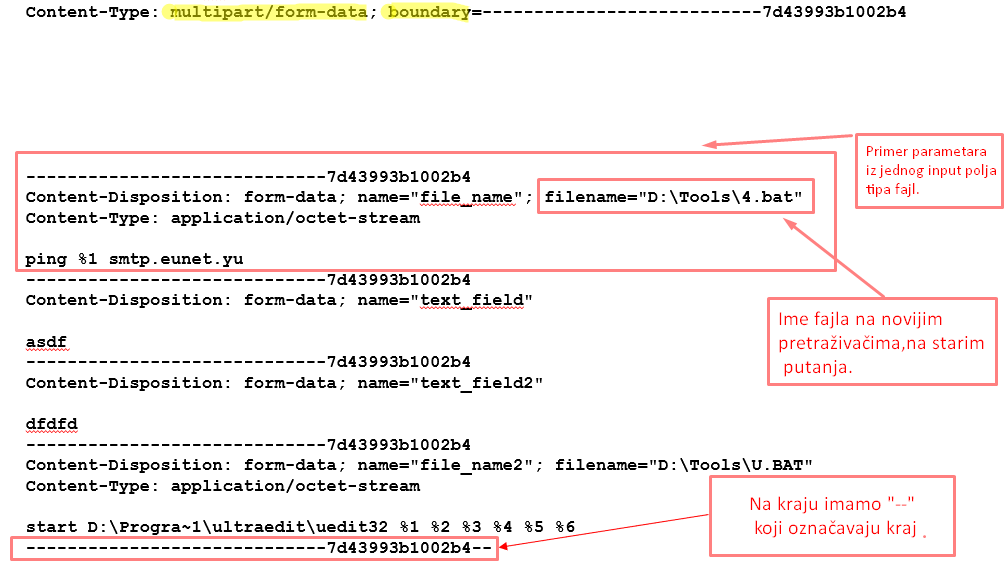 Content-Type: multipart/form-data; boundary=---------------------------7d43993b1002b4
Primer parametara
iz jednog input polja
tipa fajl.
-----------------------------7d43993b1002b4
Content-Disposition: form-data; name="file_name"; filename="D:\Tools\4.bat"
Content-Type: application/octet-stream
ping %1 smtp.eunet.yu
-----------------------------7d43993b1002b4
Content-Disposition: form-data; name="text_field"
Ime fajla na novijim
pretraživačima,na starim
putanja.
asdf
-----------------------------7d43993b1002b4
Content-Disposition: form-data; name="text_field2"
dfdfd
-----------------------------7d43993b1002b4
Content-Disposition: form-data; name="file_name2"; filename="D:\Tools\U.BAT"
Content-Type: application/octet-stream
Na kraju imamo "--"
koji označavaju kraj .
start D:\Progra~1\ultraedit\uedit32 %1 %2 %3 %4 %5 %6
-----------------------------7d43993b1002b4--